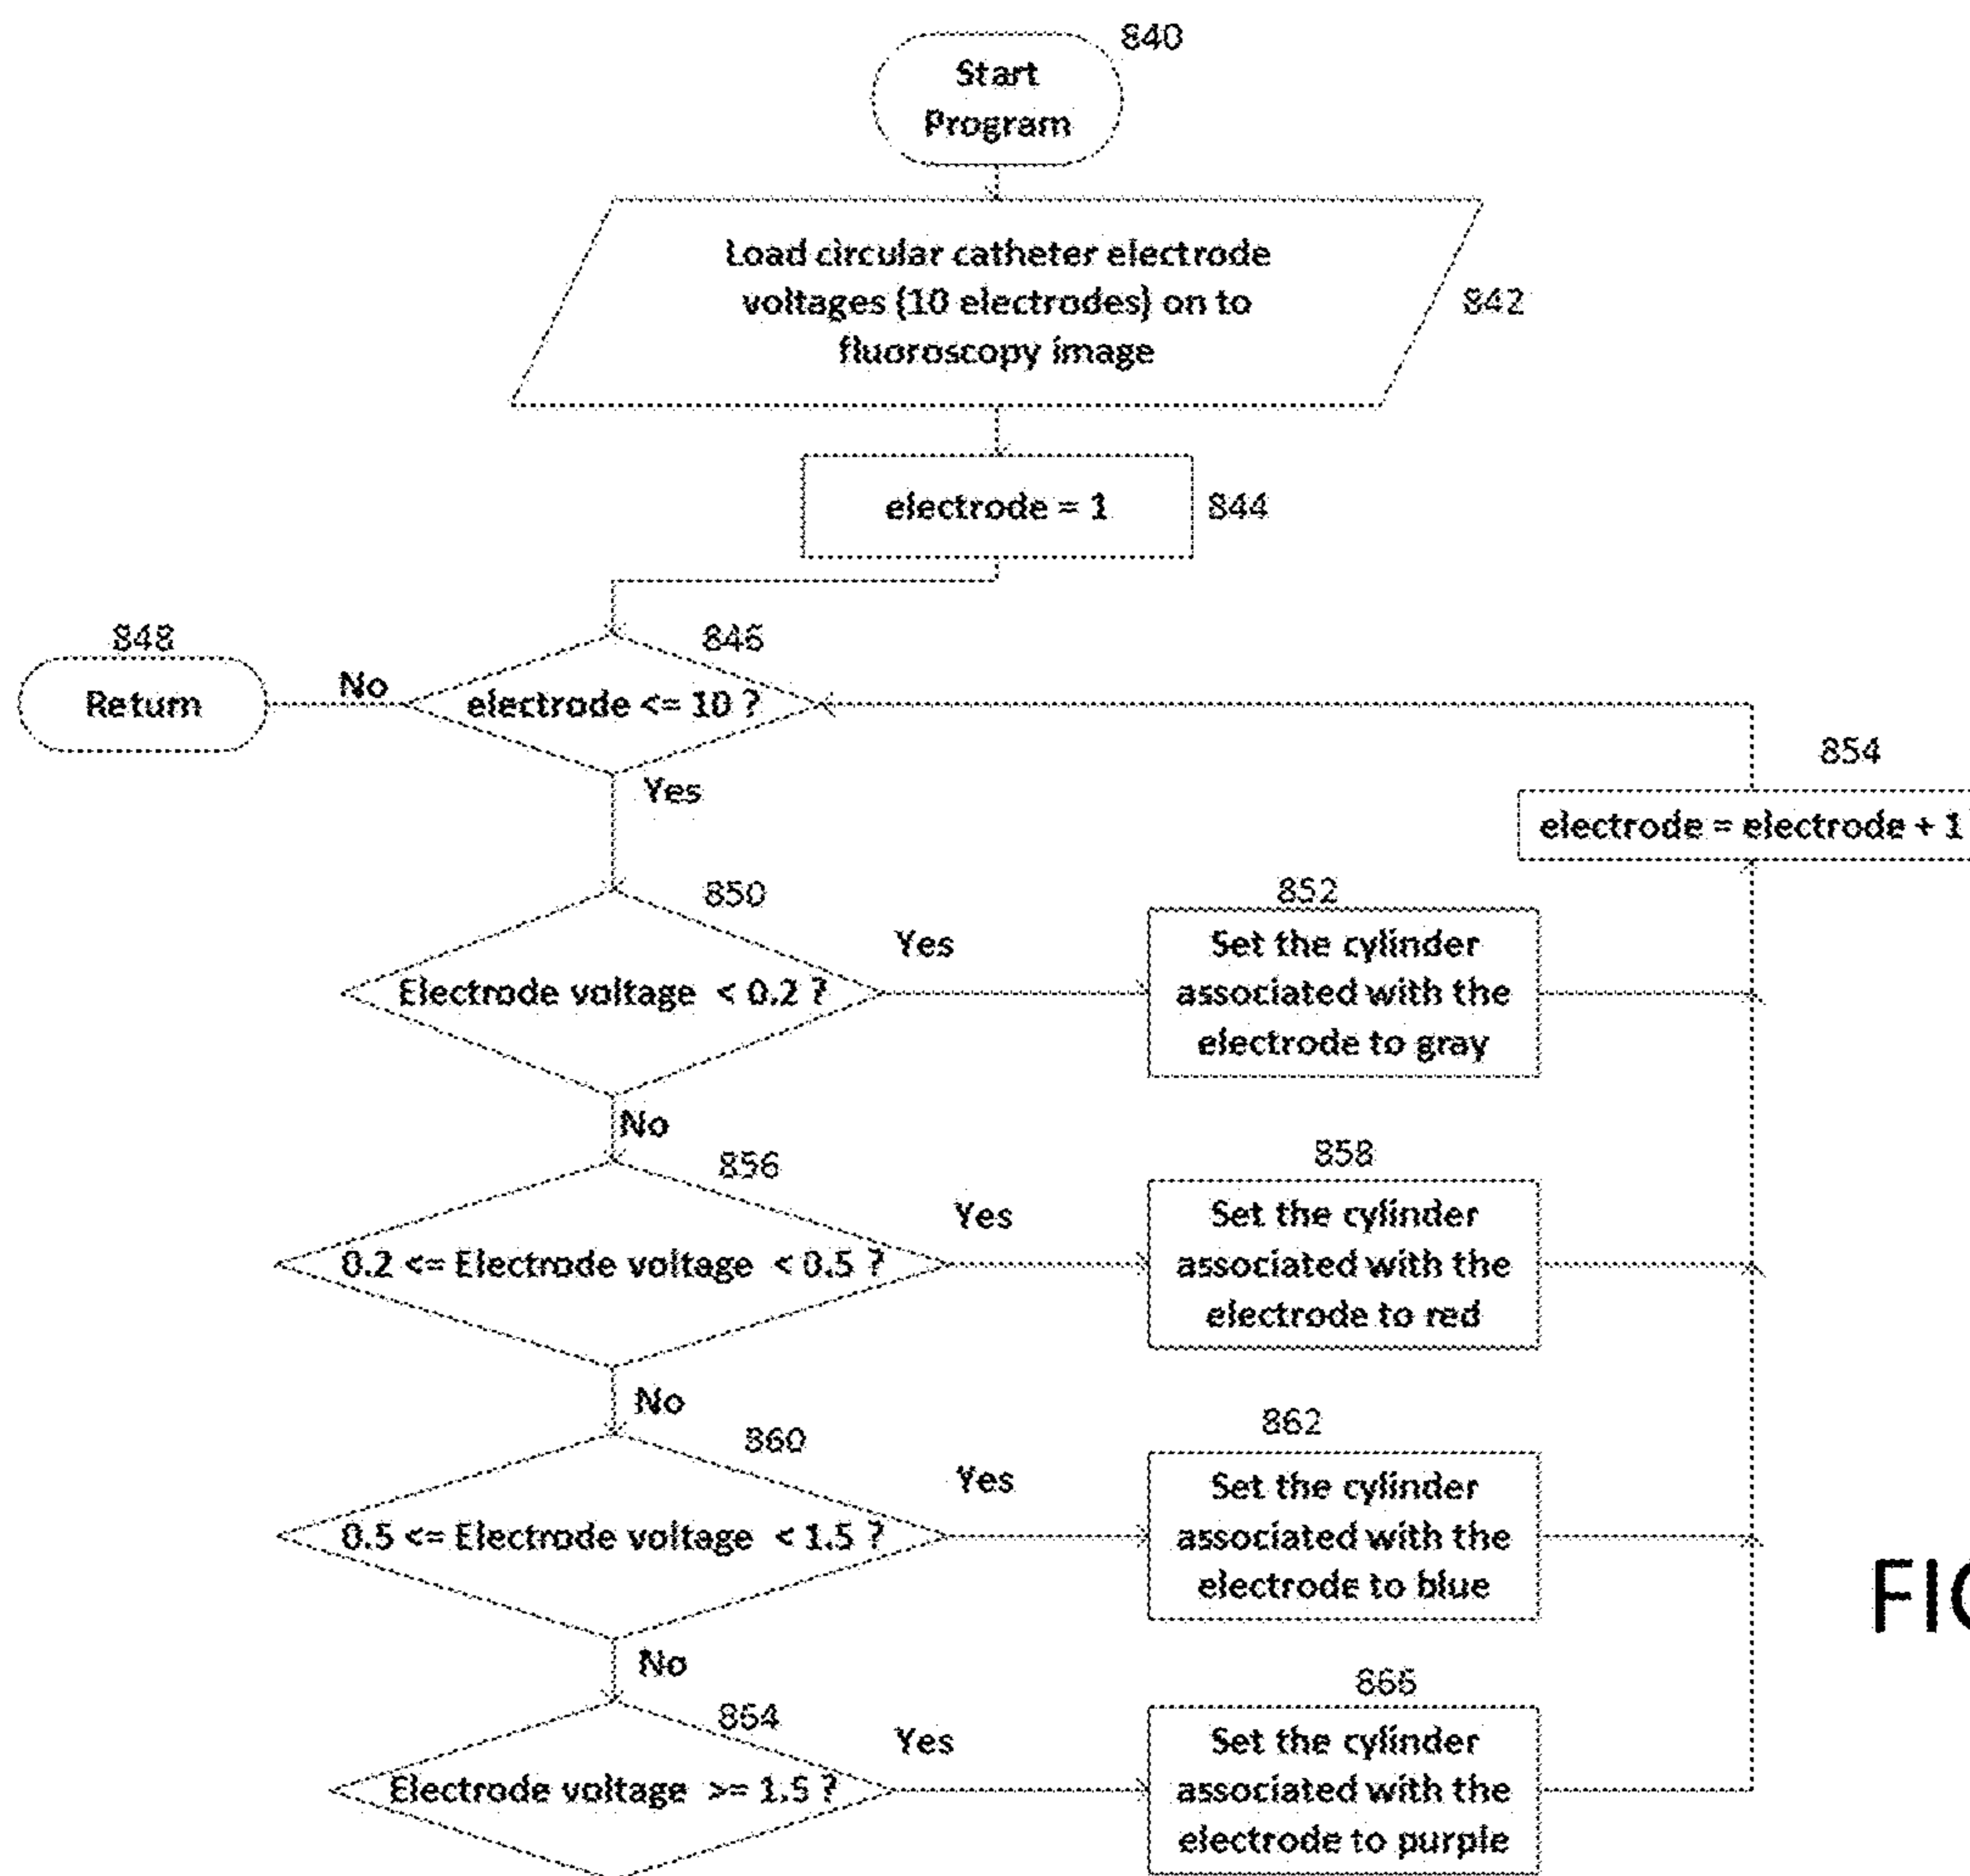 840
Start
Program
Load circular catheter electrode
voltages (10 electrodes) on to
fluoroscopy image
842
electrode = 1
844
848
846
Return
No
electrode <= 10 ?
Yes
854
electrode = electrode + 1
850
852
Electrode voltage < 0.2 ?
Yes
Set the cylinder
associated with the
electrode to gray
No
856
858
0.2 <= Electrode voltage < 0.5 ?
Yes
Set the cylinder
associated with the
electrode to red
No
860
862
0.5 <= Electrode voltage < 1.5 ?
Yes
Set the cylinder
associated with the
electrode to blue
FI
No
864
866
Electrode voltage >= 1.5 ?
Yes
Set the cylinder
associated with the
electrode to purple